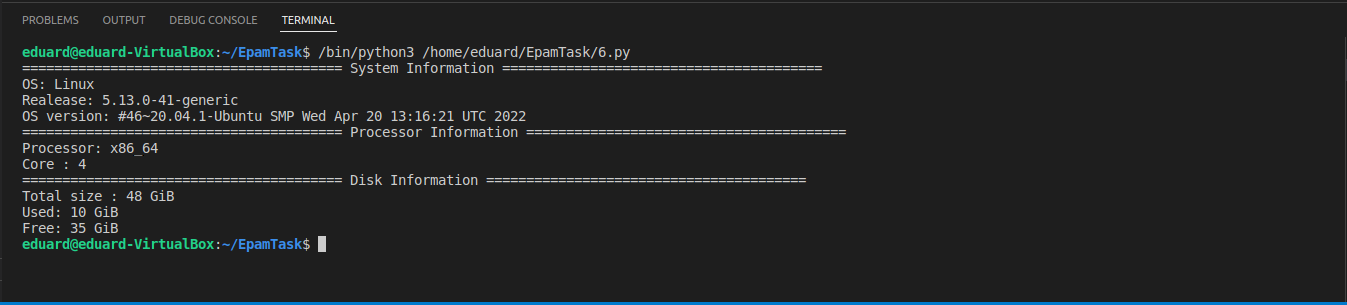 PROBLEMS OUTPUT DEBUG CONSOLE TERMINAL
eduard@eduard-VirtualBox:~/EpamTask$ /bin/python3 /home/eduard/EpamTask/6.py
======================================== System Information ========================================
OS: Linux
Realease: 5.13.0-41-generic
OS version: #46~20.04.1-Ubuntu SMP Wed Apr 20 13:16:21 UTC 2022
======================================== Processor Information ========================================
Processor: x86_64
Core : 4
======================================== Disk Information ========================================
Total size : 48 GiB
Used: 10 GiB
Free: 35 GiB
eduard@eduard-VirtualBox:~/EpamTask$